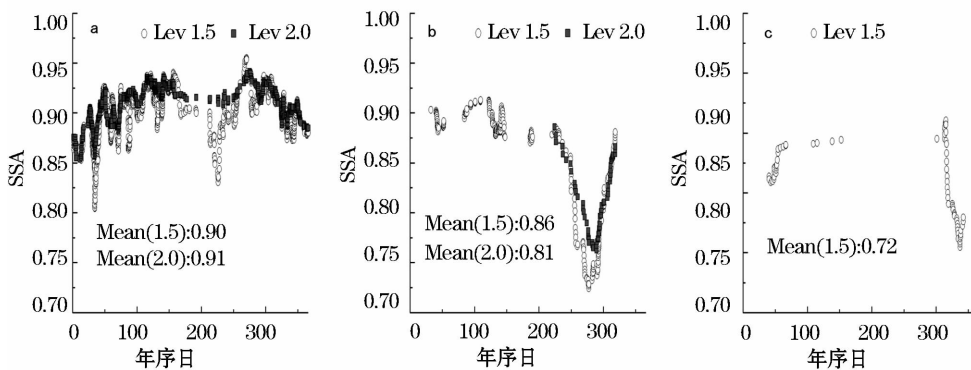 a
Lev 1.5
Lev 2.0
1.00
0.95
0.90
0.85
0.80
0.75
0.70
SSA
Mean(1.5):0.90
Mean(2.0):0.91
0
100
200
300
年序日
b
Lev 1.5
Lev 2.0
1.00
0.95
0.90
0.85
0.80
0.75
0.70
SSA
Mean(1.5):0.86
Mean(2.0):0.81
0
100
200
300
年序日
c
Lev 1.5
1.00
0.95
0.90
0.85
0.80
0.75
0.70
SSA
Mean(1.5):0.72
0
100
200
300
年序日